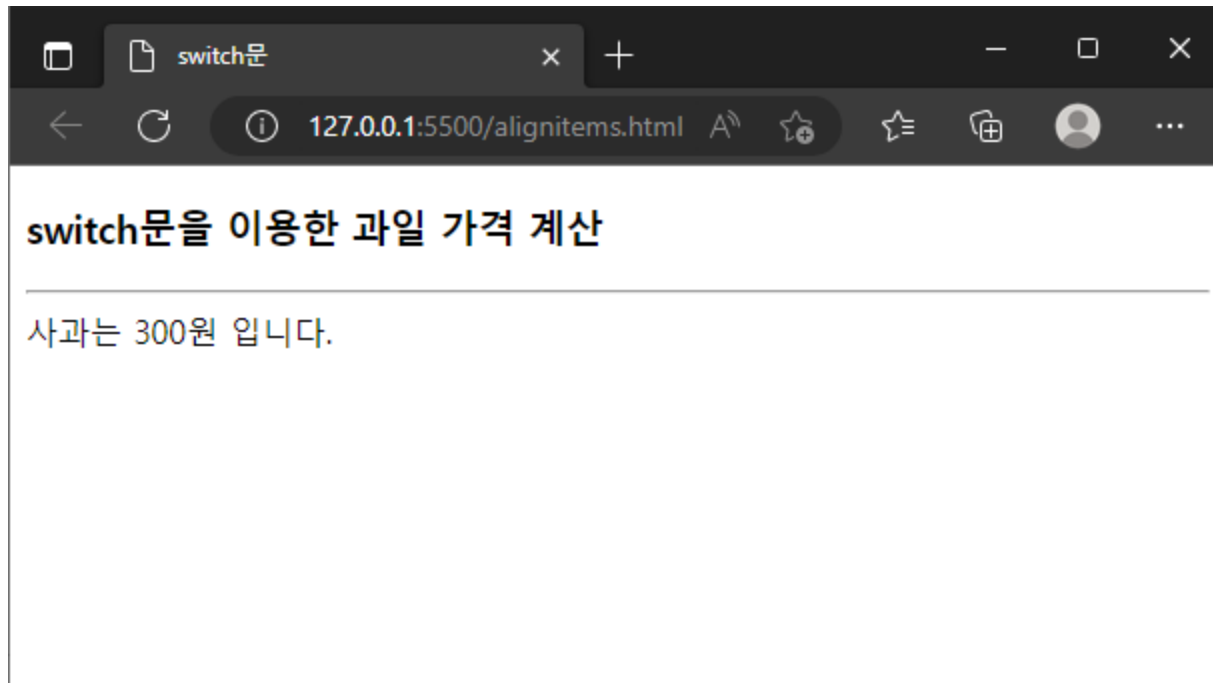 switch문
127.0.0.1:5500/alignitems.html
switch문을 이용한 과일 가격 계산
사과는 300원 입니다.